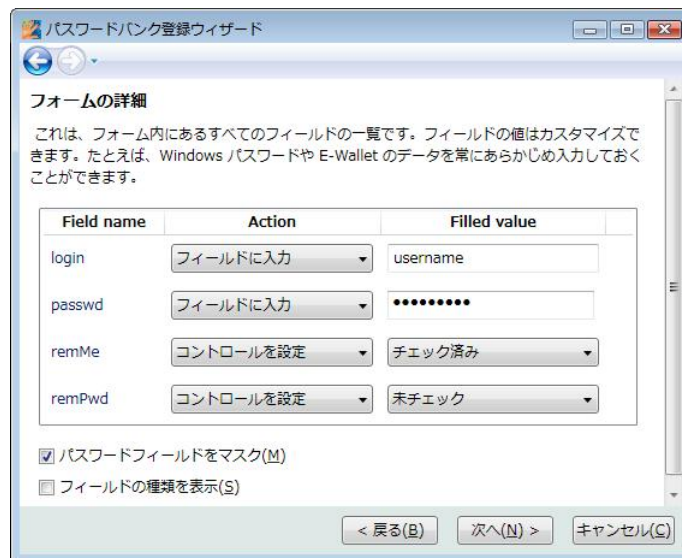 パスワードバンク登録ウィザード
フォームの詳細
これは、フォーム内にあるすべてのフィールドの一覧です。フィールドの値はカスタマイズで
きます。たとえば、Windows パスワードや E-Wallet のデータを常にあらかじめ入力しておく
ことができます。
Field name Action Filled value
login フィールドに入力 username
passwd フィールドに入力 •••••••••
remMe コントロールを設定 チェック済み
remPwd コントロールを設定 未チェック
パスワードフィールドをマスク(M)
フィールドの種類を表示(S)
< 戻る(B) 次へ(N) > キャンセル(C)